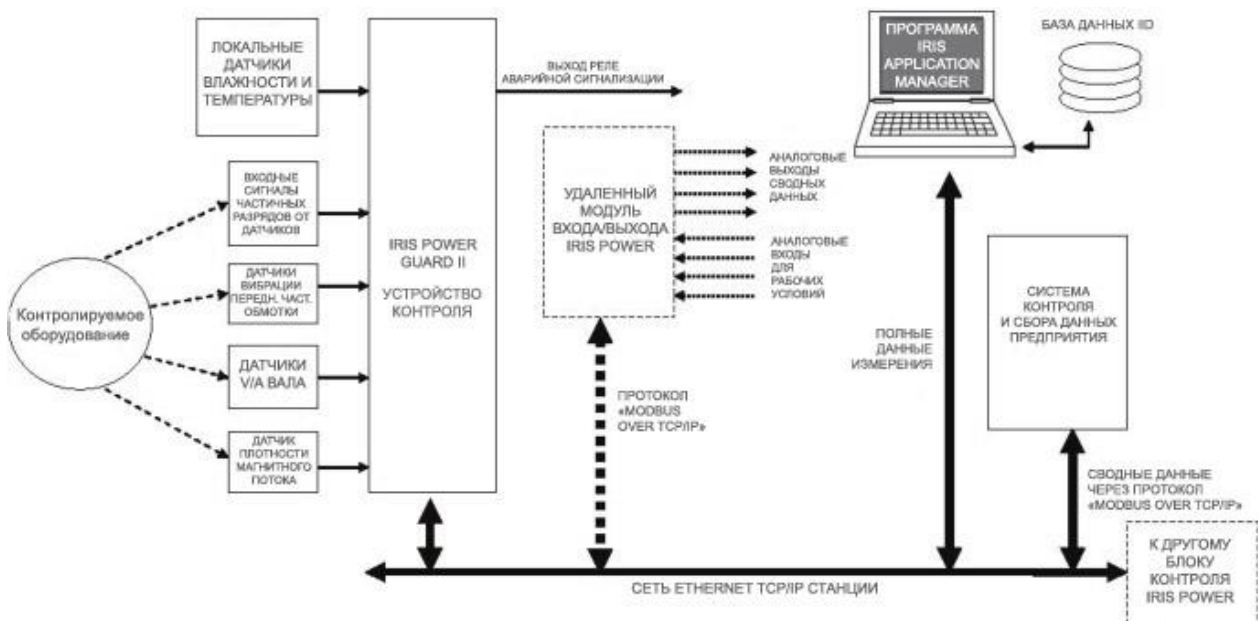 ЛОКАЛЬНЫЕ
ДАТЧИКИ
ВЛАЖНОСТИ И
ТЕМПЕРАТУРЫ
ВХОДНЫЕ
СИГНАЛЫ
ЧАСТИЧНЫХ
РАЗРЯДОВ ОТ
ДАТЧИКОВ
ДАТЧИКИ
ВИБРАЦИИ
ПЕРЕДН. ЧАСТ.
ОБМОТКИ
ДАТЧИКИ
V/A ВАЛА
ДАТЧИК
ПЛОТНОСТИ
МАГНИТНОГО
ПОТОКА
Контролируемое
оборудование
IRIS POWER
GUARD II
УСТРОЙСТВО
КОНТРОЛЯ
ВЫХОД РЕЛЕ
АВАРИЙНОЙ СИГНАЛИЗАЦИИ
УДАЛЕННЫЙ
МОДУЛЬ
ВХОДА/ВЫХОДА
IRIS POWER
АНАЛОГОВЫЕ
ВЫХОДЫ
СВОДНЫХ
ДАННЫХ
АНАЛОГОВЫЕ
ВХОДЫ
ДЛЯ
РАБОЧИХ
УСЛОВИЙ
ПРОТОКОЛ
«MODBUS
OVER TCP/IP»
ПРОГРАММА
IRIS
APPLICATION
MANAGER
БАЗА ДАННЫХ IID
ПОЛНЫЕ
ДАННЫЕ
ИЗМЕРЕНИЯ
СИСТЕМА
КОНТРОЛЯ
И СБОРА ДАННЫХ
ПРЕДПРИЯТИЯ
СВОДНЫЕ ДАННЫЕ
ЧЕРЕЗ ПРОТОКОЛ
«MODBUS OVER TCP/IP»
К ДРУГОМУ
БЛОКУ
КОНТРОЛЯ
IRIS POWER
СЕТЬ ETHERNET TCP/IP СТАНЦИИ